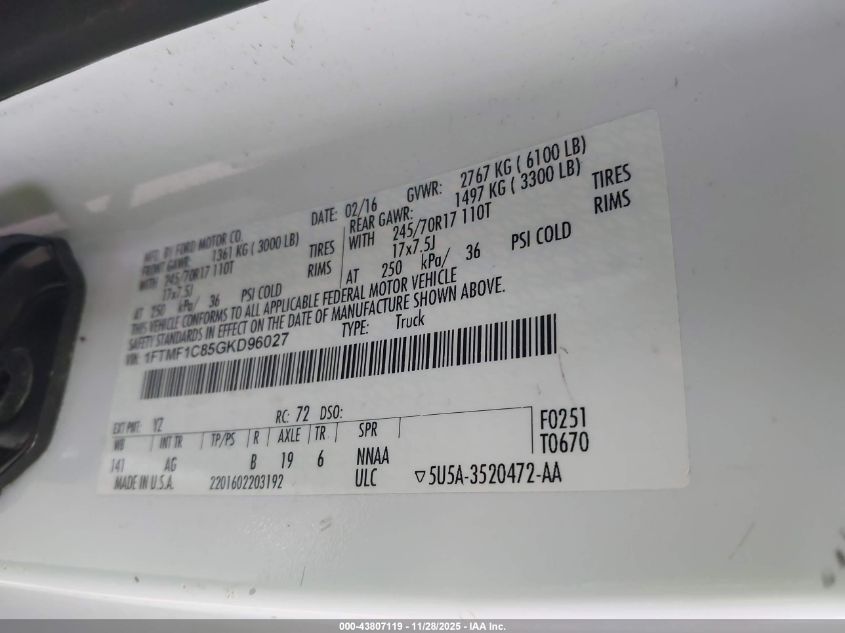 MFD. BY FORD MOTOR CO.
DATE: 02/16 GVWR: 2767 KG ( 6100 LB)
FRONT GAWR: 1361 KG ( 3000 LB)
REAR GAWR: 1497 KG ( 3300 LB)
WITH 245/70R17 110T TIRES
WITH 245/70R17 110T TIRES
17x7.5J RIMS
17x7.5J RIMS
AT 250 kPa/ 36 PSI COLD
AT 250 kPa/ 36 PSI COLD
THIS VEHICLE CONFORMS TO ALL APPLICABLE FEDERAL MOTOR VEHICLE
SAFETY STANDARDS IN EFFECT ON THE DATE OF MANUFACTURE SHOWN ABOVE.
VIN: 1FTMF1C85GKD96027
TYPE: Truck
EXT PNT: YZ RC: 72 DSO:
WB INT TR TP/PS R AXLE TR SPR
141 AG B 19 6 NNAA
ULC
F0251
T0670
MADE IN U.S.A. 2201602203192 ▽5U5A-3520472-AA
000-43807119 - 11/28/2025 - IAA Inc.